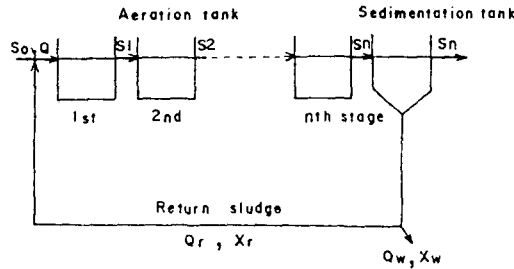 Aeration tank
Sedimentation tank
So, Q
S1
S2
Sn
Sn
1st
2nd
nth stage
Return sludge
Qr , Xr
Qw, Xw